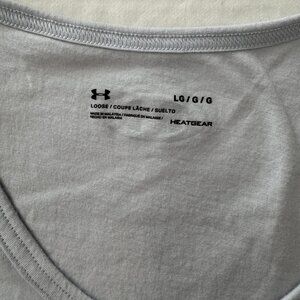 LG/G/G
LOOSE / COUPE LÂCHE / SUELTO
MADE IN MALAYSIA / FABRIQUÉ EN MALAISIE /
HECHO EN MALASIA
HEATGEAR